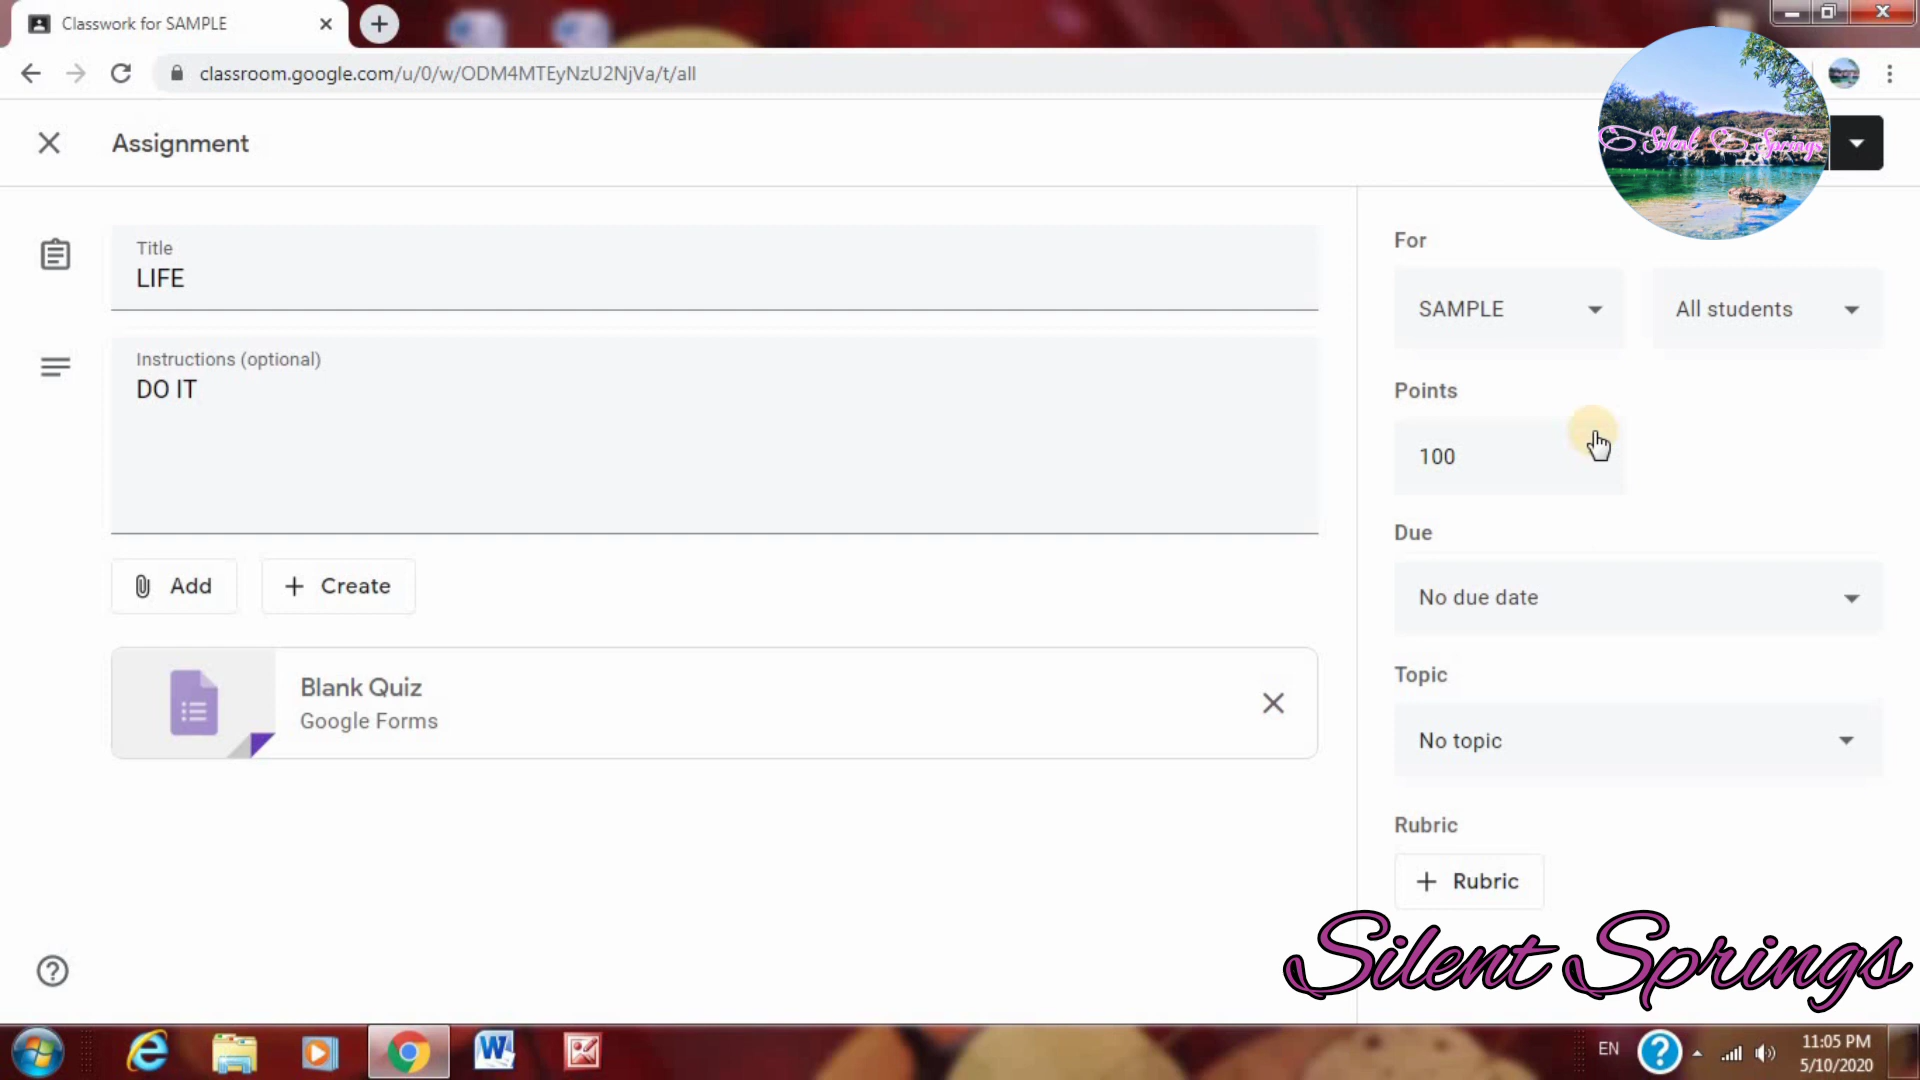 Classwork for SAMPLE
classroom.google.com/u/0/w/ODM4MTEyNzU2NjVa/t/all
Assignment
Silent Springs
Title
LIFE
Instructions (optional)
DO IT
Add
Create
Blank Quiz
Google Forms
For
SAMPLE
All students
Points
100
Due
No due date
Topic
No topic
Rubric
Rubric
Silent Springs
EN
11:05 PM
5/10/2020